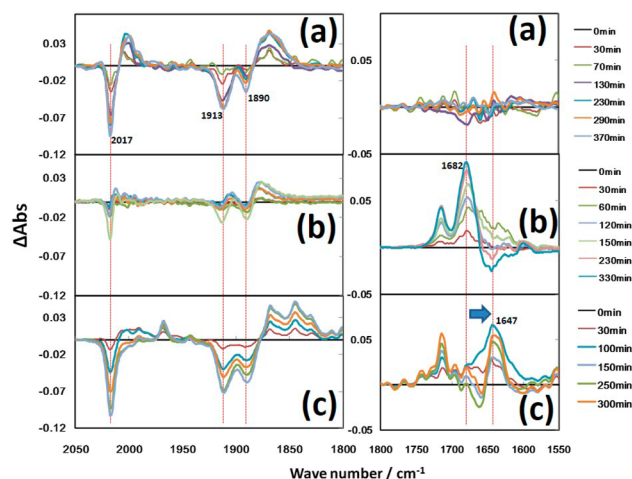 (a)
0.03
-0.02
-0.07
-0.12
2017
1913
1890
(b)
0.03
-0.02
-0.07
-0.12
(c)
0.03
-0.02
-0.07
-0.12
2050
2000
1950
1900
1850
1800
ΔAbs
(a)
0.05
-0.05
(b)
1682
0.05
-0.05
(c)
1647
0.05
-0.05
1800
1750
1700
1650
1600
1550
Wave number / cm-1
0min
30min
70min
130min
230min
290min
370min
0min
30min
60min
120min
150min
230min
330min
0min
30min
100min
150min
250min
300min